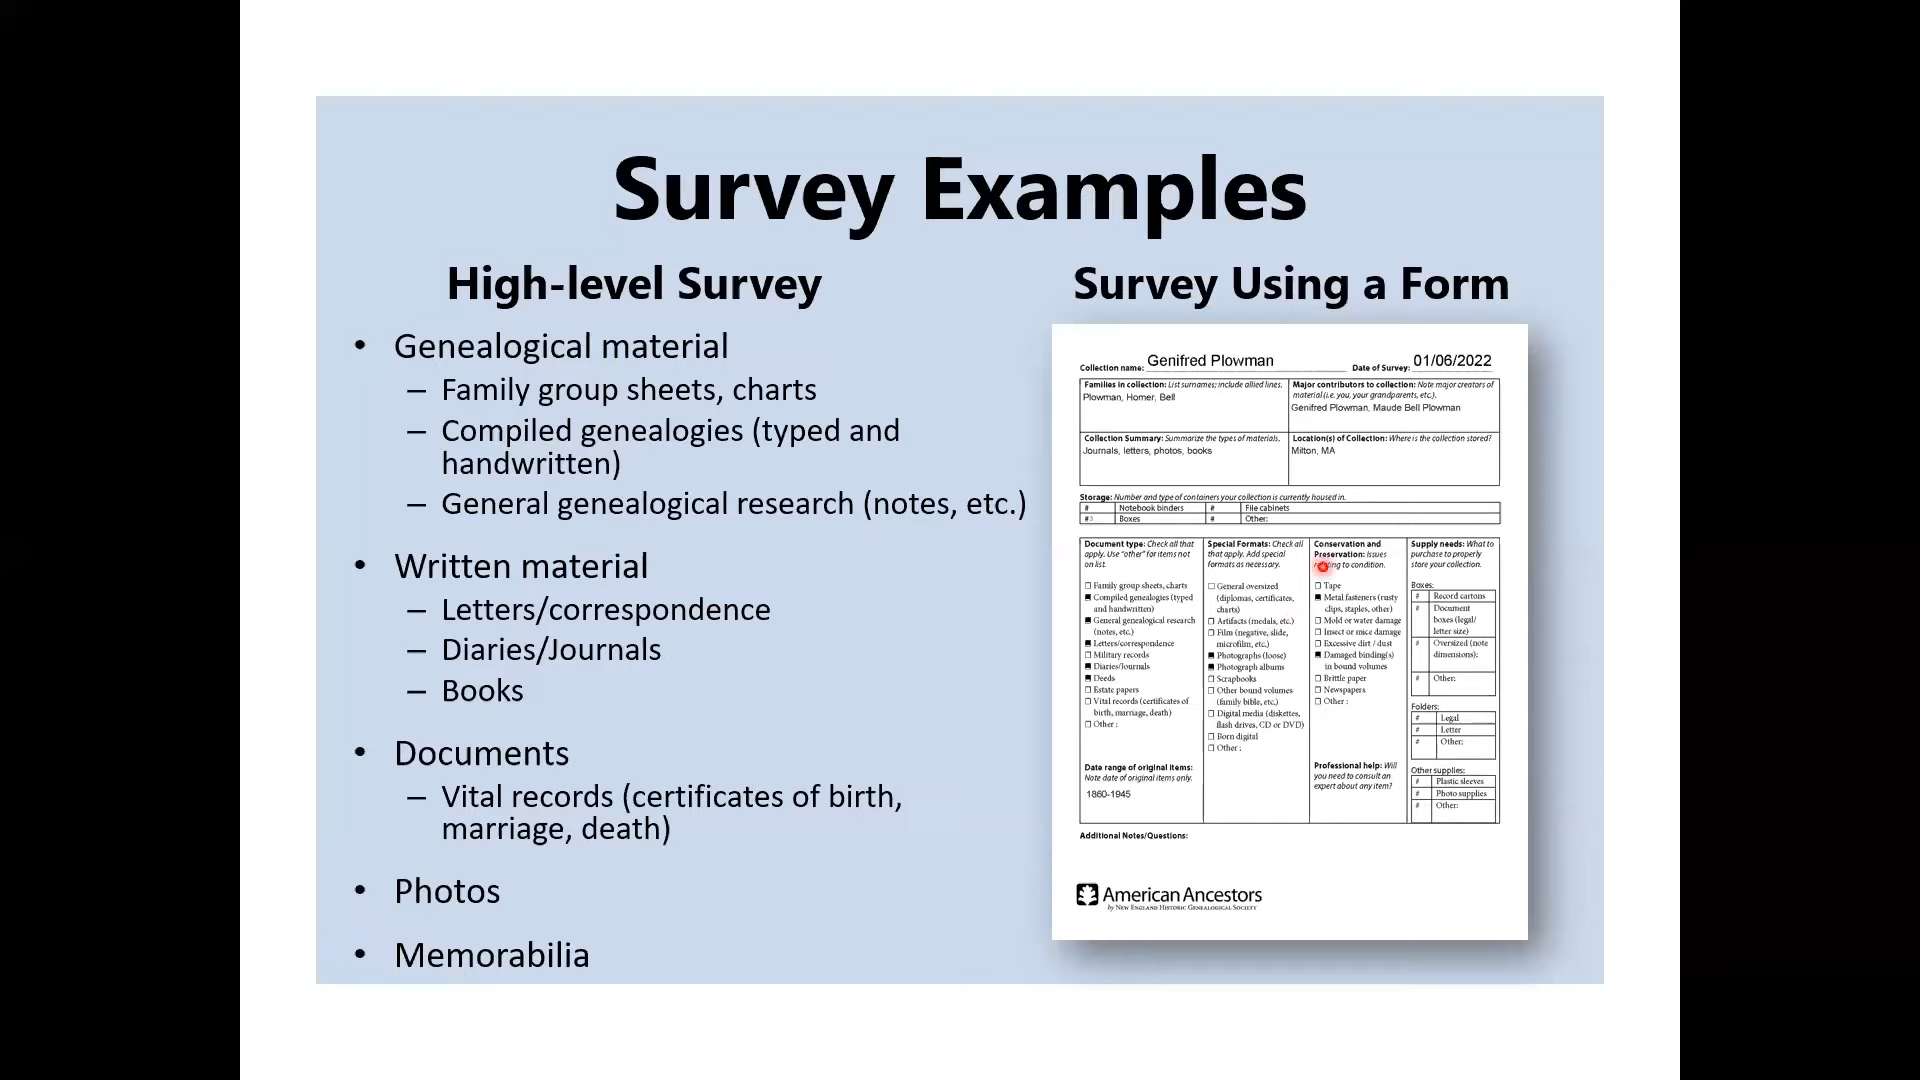 Survey Examples
High-level Survey
• Genealogical material
– Family group sheets, charts
– Compiled genealogies (typed and
handwritten)
– General genealogical research (notes, etc.)
• Written material
– Letters/correspondence
– Diaries/Journals
– Books
• Documents
– Vital records (certificates of birth,
marriage, death)
• Photos
• Memorabilia
Survey Using a Form
Collection name: Genifred Plowman Date of Survey: 01/06/2022
Families in collection: List surnames; include allied lines.
Plowman, Homer, Bell
Major contributors to collection: Note major creators of
material (i.e. you, your grandparents, etc.).
Genifred Plowman, Maude Bell Plowman
Collection Summary: Summarize the types of materials.
Journals, letters, photos, books
Location(s) of Collection: Where is the collection stored?
Milton, MA
Storage: Number and type of containers your collection is currently housed in.
# Notebook binders # File cabinets
# Boxes # Other:
Document type: Check all that
apply. Use "other" for items not
on list.
☐ Family group sheets, charts
■ Compiled genealogies (typed
and handwritten)
■ General genealogical research
(notes, etc.)
■ Letters/correspondence
☐ Military records
■ Diaries/Journals
■ Deeds
☐ Estate papers
☐ Vital records (certificates of
birth, marriage, death)
☐ Other :
Date range of original items:
Note date of original items only.
1860-1945
Special Formats: Check all
that apply. Add special
formats as necessary.
☐ General oversized
(diplomas, certificates,
charts)
☐ Artifacts (medals, etc.)
☐ Film (negative, slide,
microfilm, etc.)
■ Photographs (loose)
■ Photograph albums
☐ Scrapbooks
☐ Other bound volumes
(family bible, etc.)
☐ Digital media (diskettes,
flash drives, CD or DVD)
☐ Born digital
☐ Other :
Conservation and
Preservation: Issues
to condition.
☐ Tape
■ Metal fasteners (rusty
clips, staples, other)
☐ Mold or water damage
☐ Insect or mice damage
☐ Excessive dirt / dust
■ Damaged binding(s)
in bound volumes
☐ Brittle paper
☐ Newspapers
☐ Other :
Professional help: Will
you need to consult an
expert about any item?
Supply needs: What to
purchase to properly
store your collection.
Boxes:
# Record cartons
# Document
boxes (legal/
letter size)
# Oversized (note
dimensions):
# Other:
Folders:
# Legal
# Letter
# Other:
Other supplies:
# Plastic sleeves
# Photo supplies
# Other:
Additional Notes/Questions:
American Ancestors
by NEW ENGLAND HISTORIC GENEALOGICAL SOCIETY